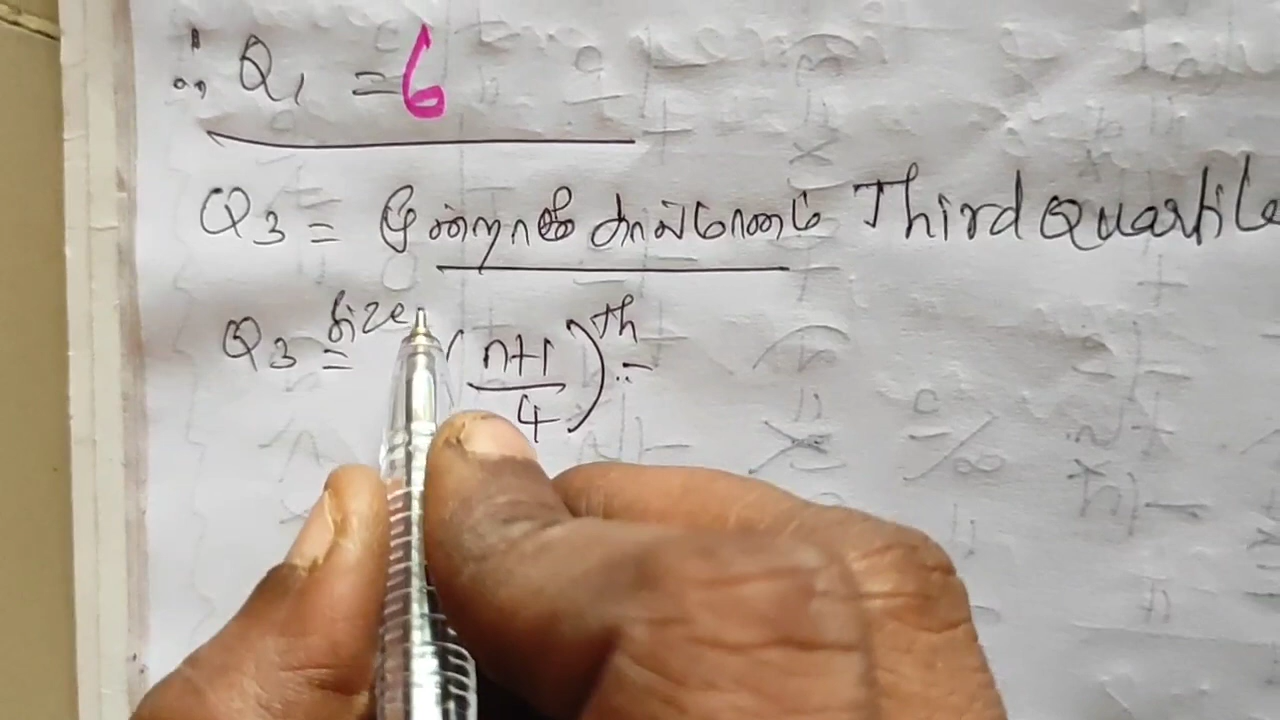 ∴ Q1 = 6
Q3 = மூன்றாம் கால்மானம் Third Quartile
Q3 = size (n+1/4)Th :-